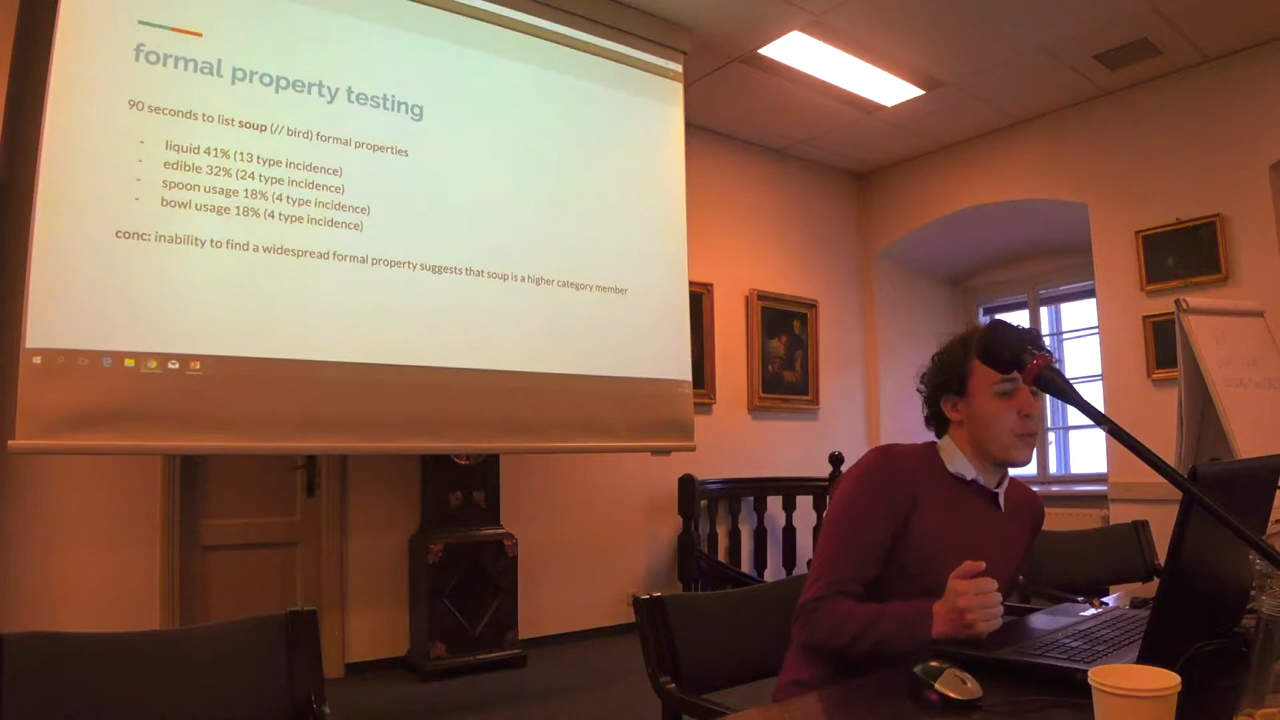 formal property testing
90 seconds to list soup (// bird) formal properties
- liquid 41% (13 type incidence)
- edible 32% (24 type incidence)
- spoon usage 18% (4 type incidence)
- bowl usage 18% (4 type incidence)
conc: inability to find a widespread formal property suggests that soup is a higher category member